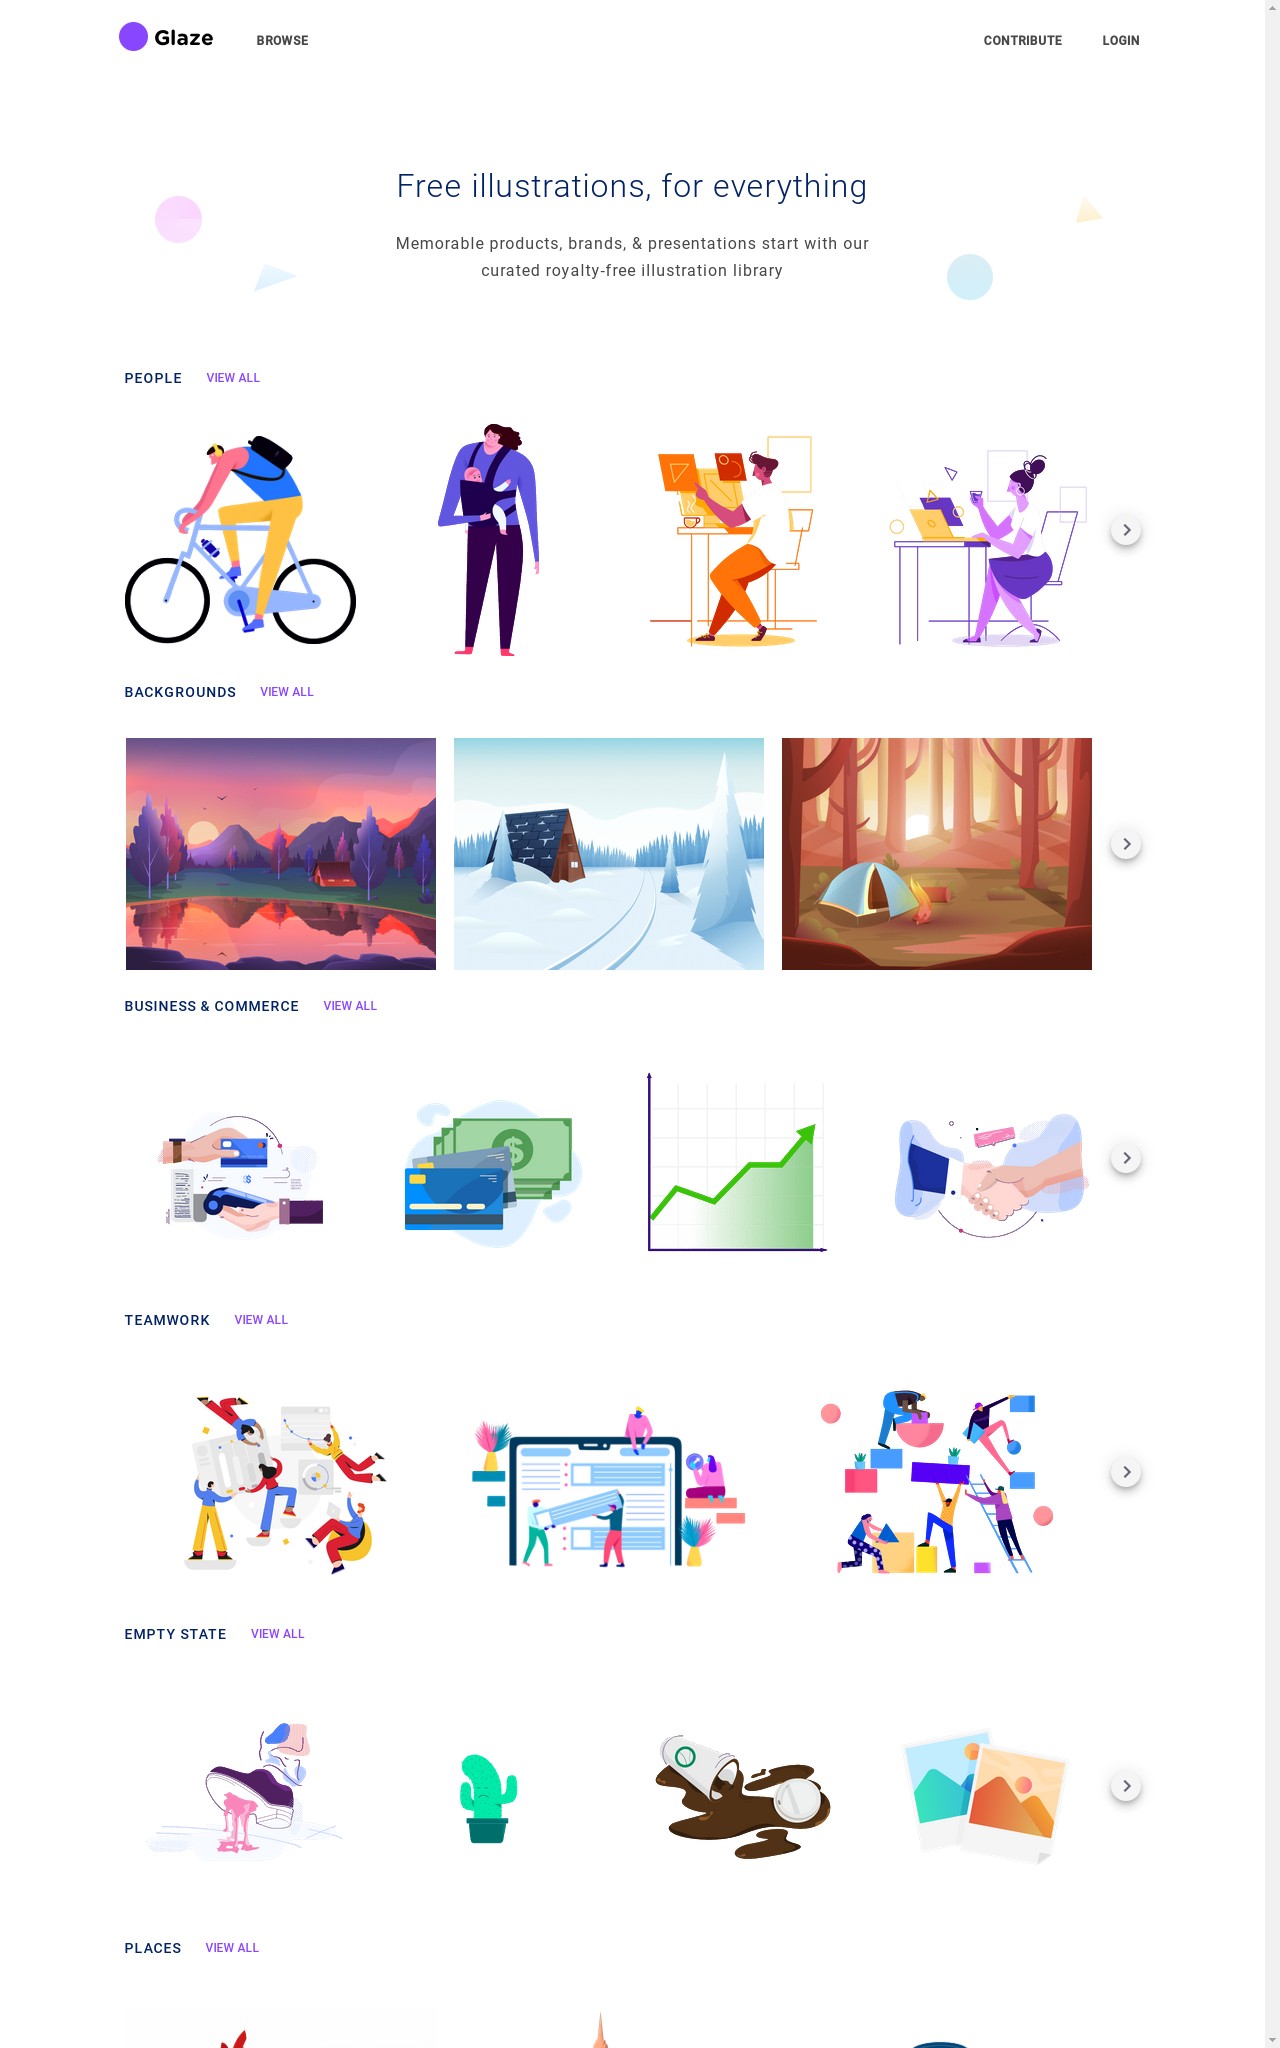 Glaze
BROWSE
CONTRIBUTE
LOGIN
Free illustrations, for everything
Memorable products, brands, & presentations start with our
curated royalty-free illustration library
PEOPLE
VIEW ALL
BACKGROUNDS
VIEW ALL
BUSINESS & COMMERCE
VIEW ALL
TEAMWORK
VIEW ALL
EMPTY STATE
VIEW ALL
PLACES
VIEW ALL